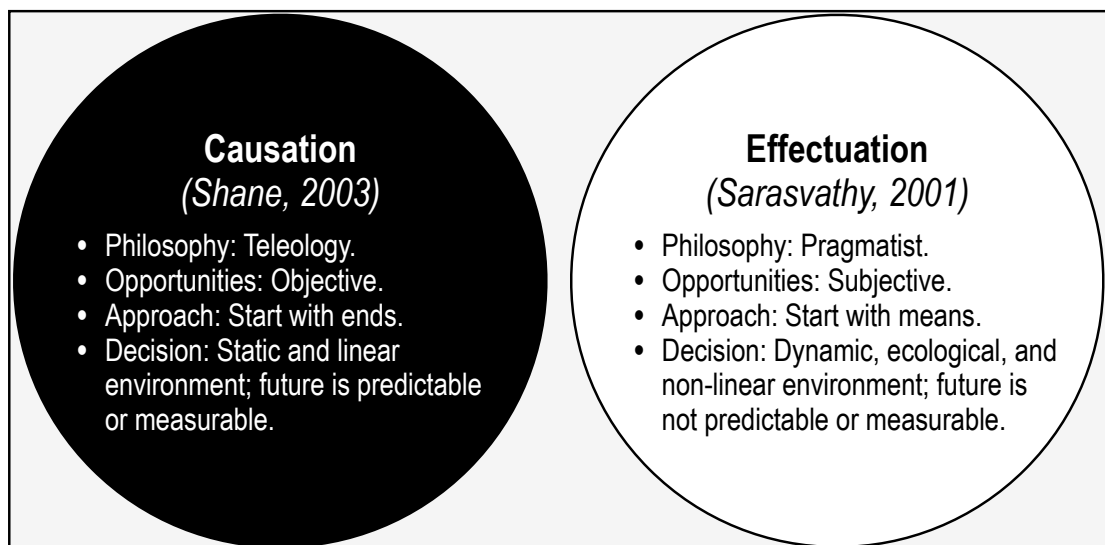 Causation
(Shane, 2003)
• Philosophy: Teleology.
• Opportunities: Objective.
• Approach: Start with ends.
• Decision: Static and linear
environment; future is predictable
or measurable.
Effectuation
(Sarasvathy, 2001)
• Philosophy: Pragmatist.
• Opportunities: Subjective.
• Approach: Start with means.
• Decision: Dynamic, ecological, and
non-linear environment; future is
not predictable or measurable.